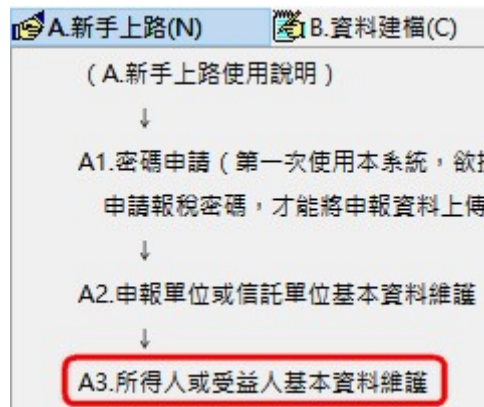 A.新手上路(N) B.資料建檔(C)
(A.新手上路使用說明)
↓
A1.密碼申請(第一次使用本系統,欲
申請報稅密碼,才能將申報資料上傳
↓
A2.申報單位或信託單位基本資料維護
↓
A3.所得人或受益人基本資料維護